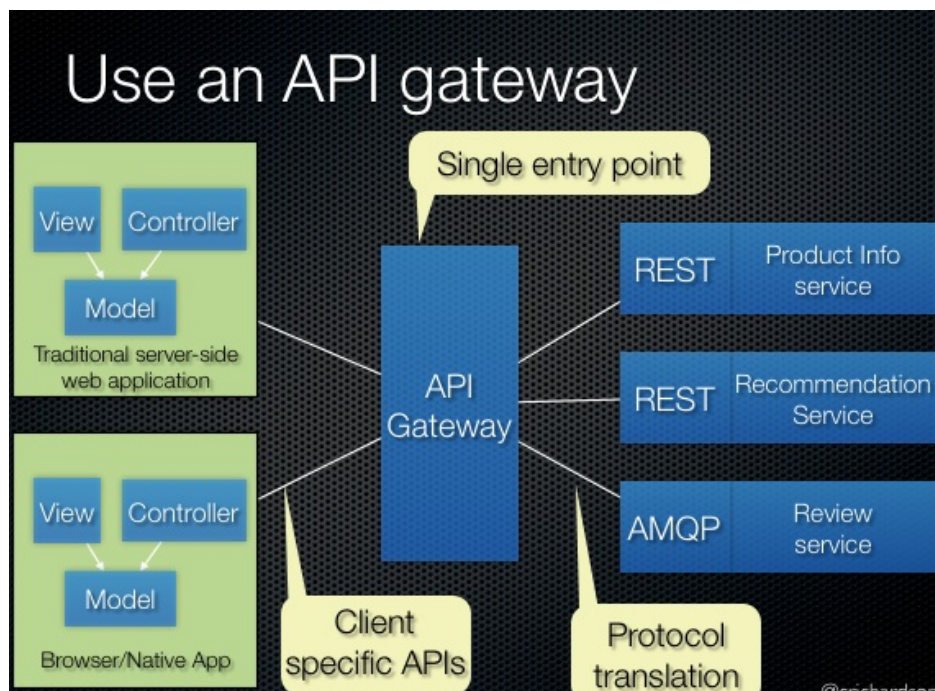 Use an API gateway
Single entry point
View
Controller
Model
Traditional server-side
web application
View
Controller
Model
Browser/Native App
API
Gateway
REST
Product Info
service
REST
Recommendation
Service
AMQP
Review
service
Client
specific APIs
Protocol
translation